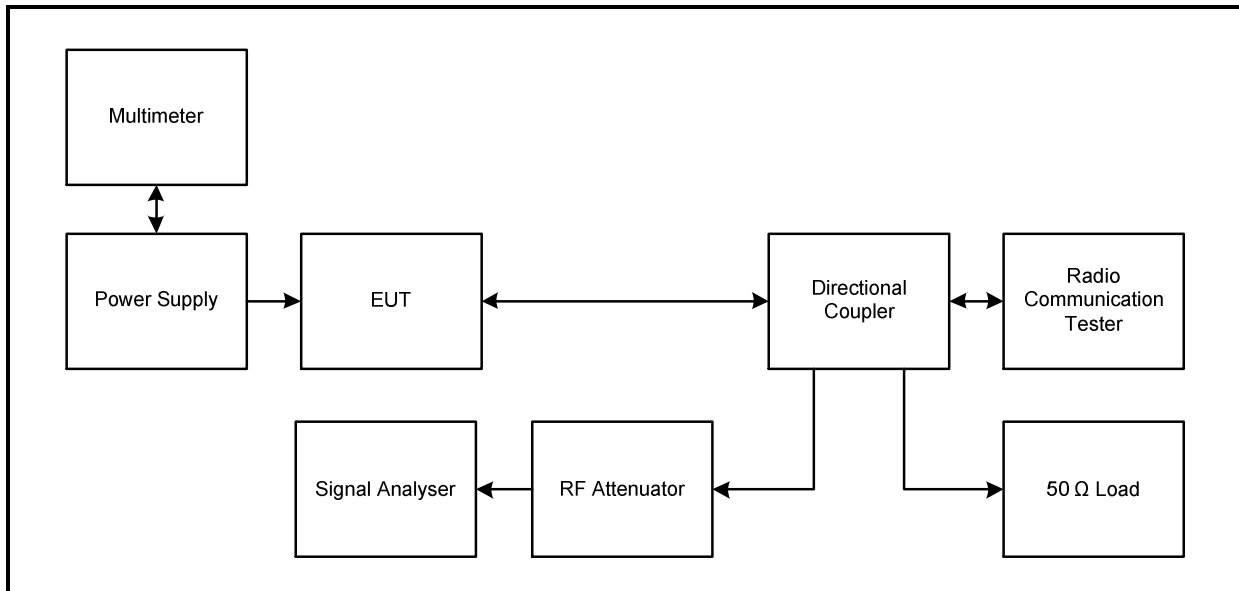 Multimeter
Power Supply
EUT
Directional
Coupler
Radio
Communication
Tester
Signal Analyser
RF Attenuator
50 Ω Load